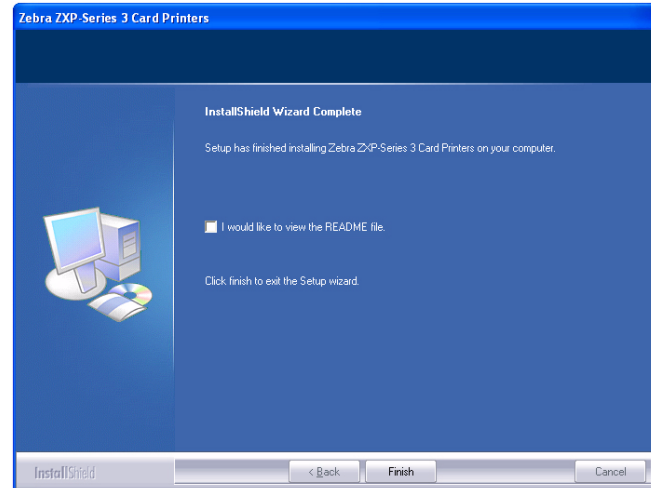 Zebra ZXP-Series 3 Card Printers
InstallShield Wizard Complete
Setup has finished installing Zebra ZXP-Series 3 Card Printers on your computer.
I would like to view the README file.
Click finish to exit the Setup wizard.
InstallShield
< Back
Finish
Cancel